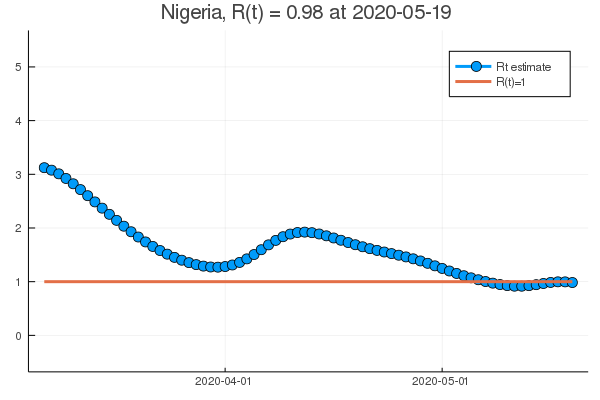 Nigeria, R(t) = 0.98 at 2020-05-19
5
Rt estimate
R(t)=1
4
3
2
1
0
2020-04-01
2020-05-01